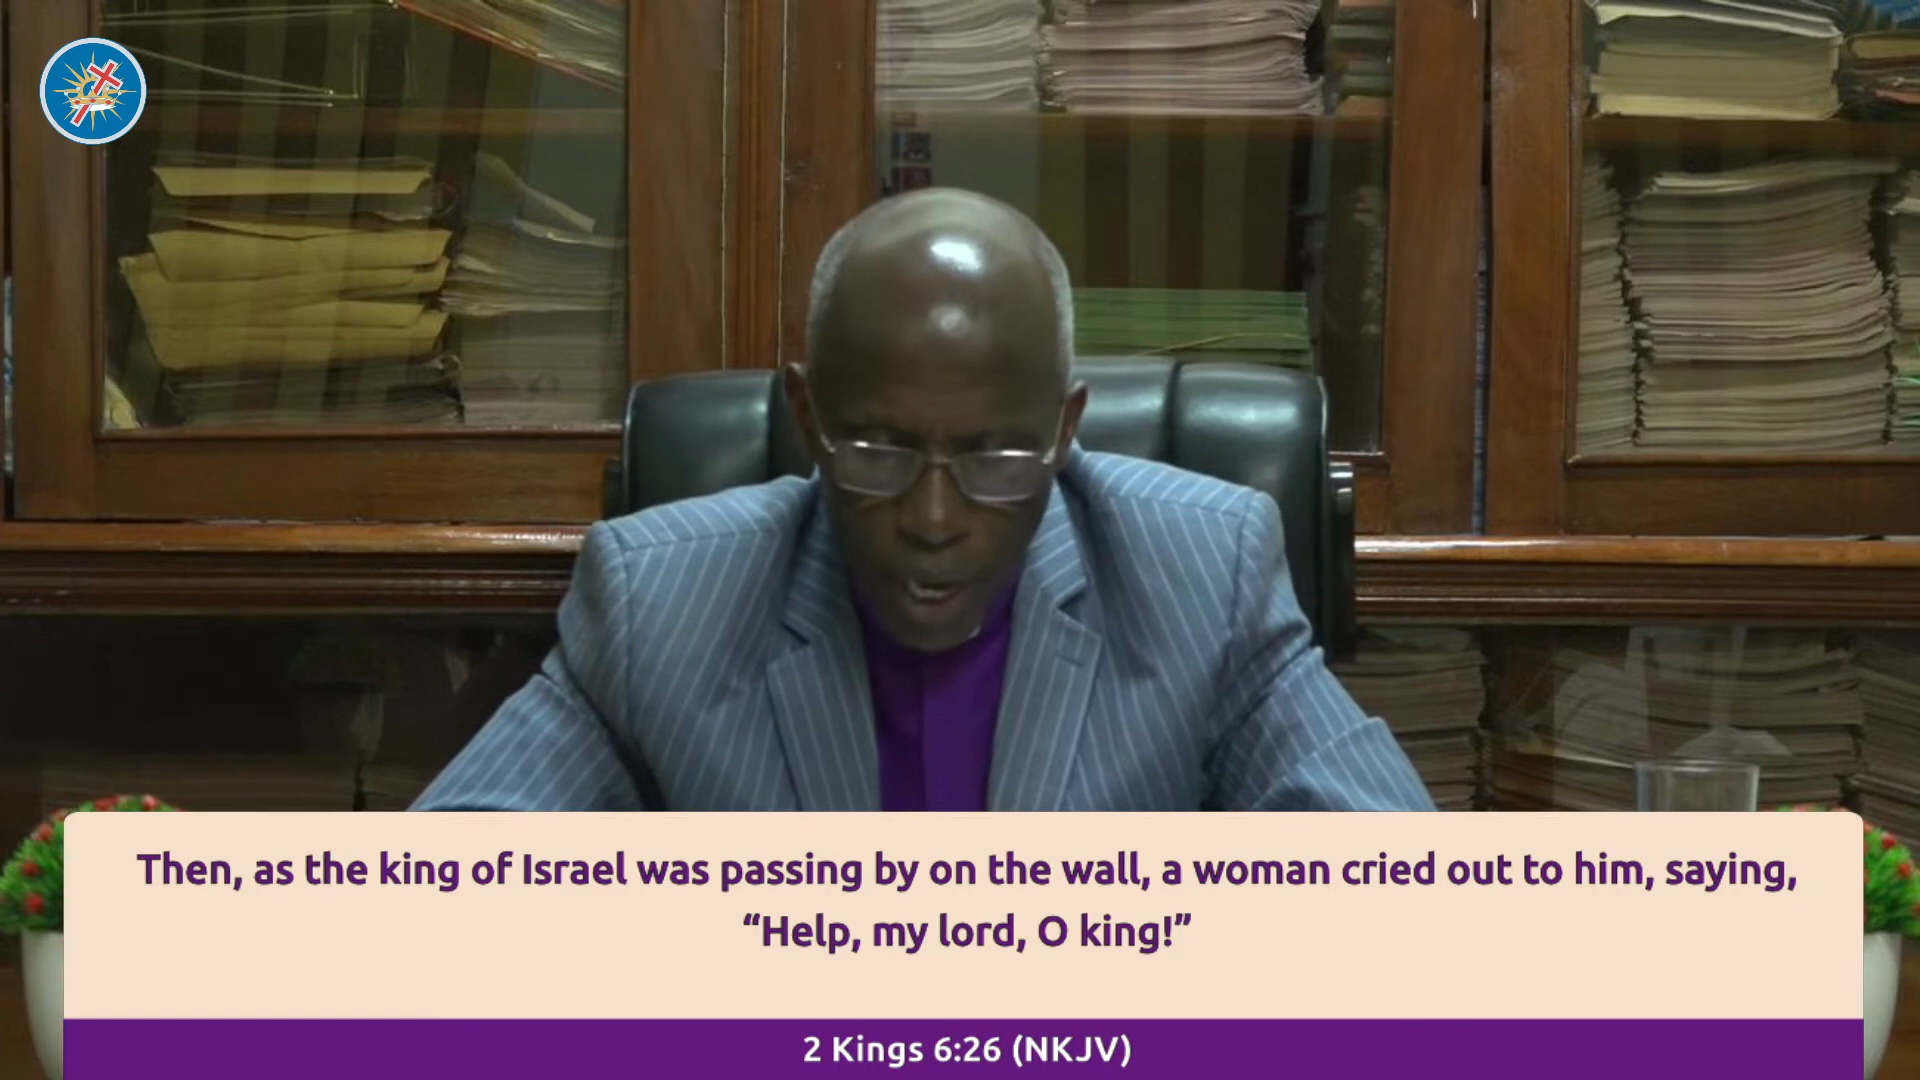 Then, as the king of Israel was passing by on the wall, a woman cried out to him, saying,
“Help, my lord, O king!”
2 Kings 6:26 (NKJV)